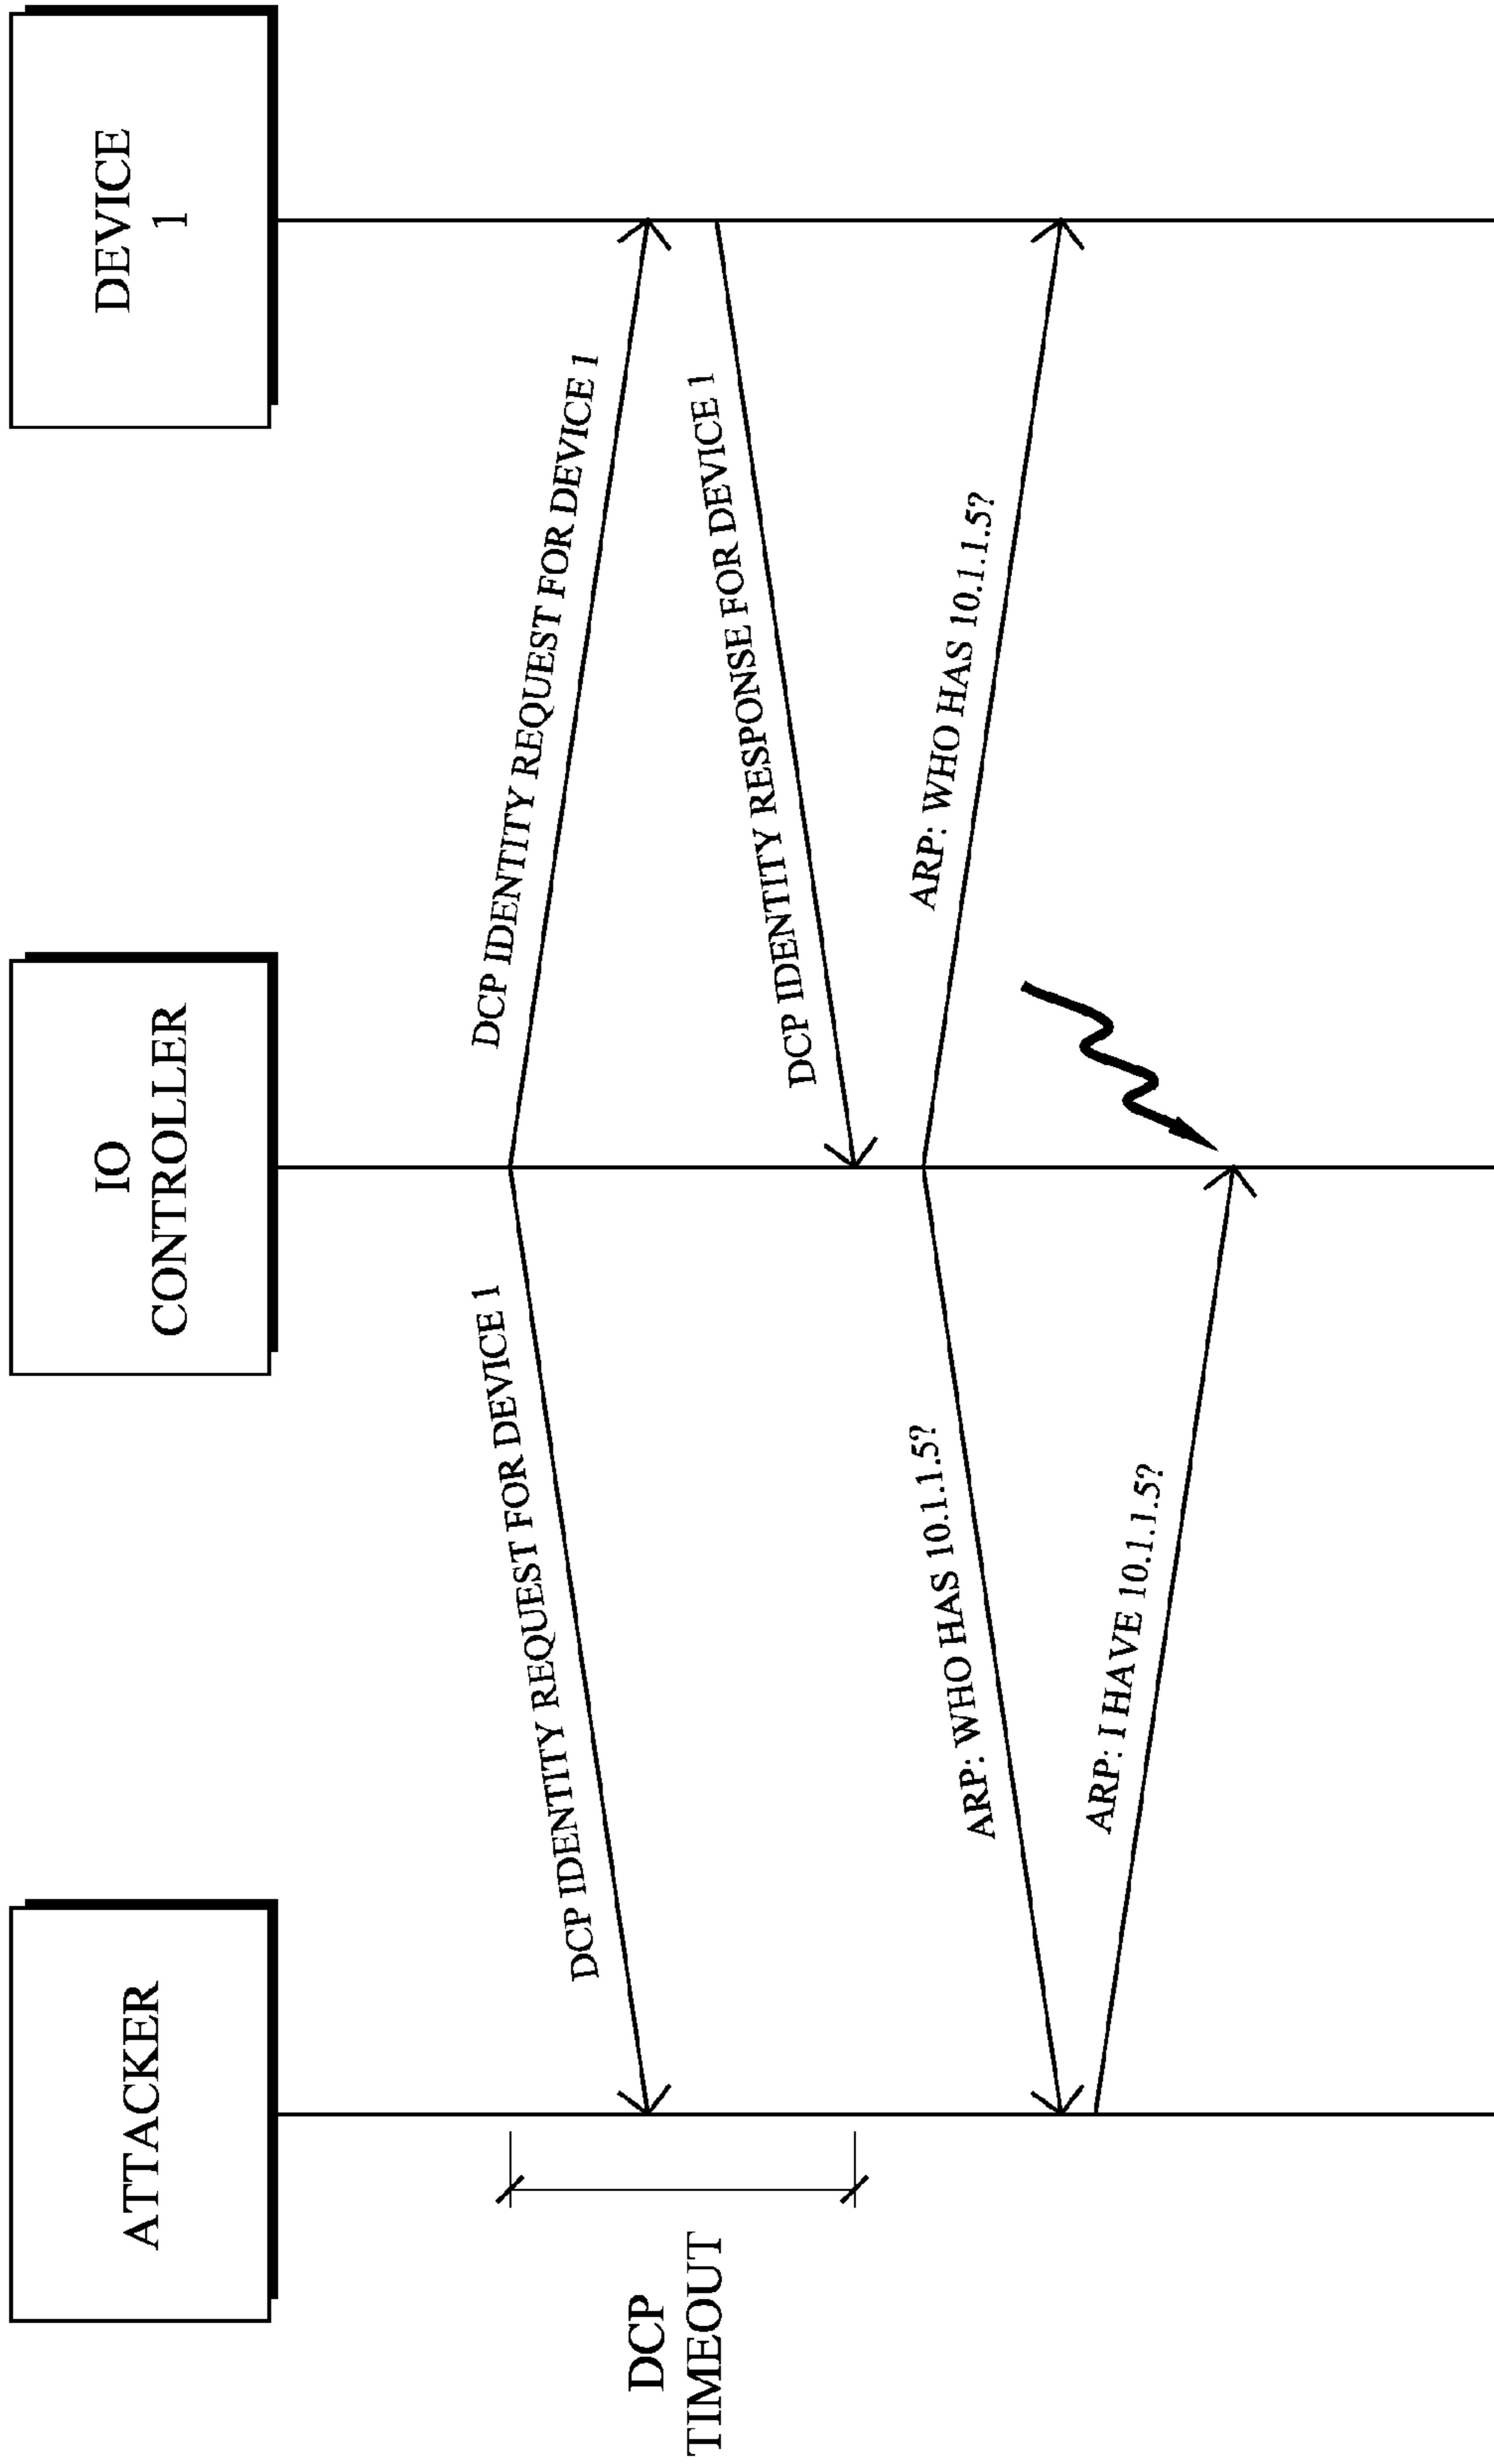 ATTACKER
IO
CONTROLLER
DEVICE
1
DCP IDENTITY REQUEST FOR DEVICE 1
DCP IDENTITY REQUEST FOR DEVICE 1
DCP
TIMEOUT
DCP IDENTITY RESPONSE FOR DEVICE 1
ARP: WHO HAS 10.1.1.5?
ARP: WHO HAS 10.1.1.5?
ARP: I HAVE 10.1.1.5?